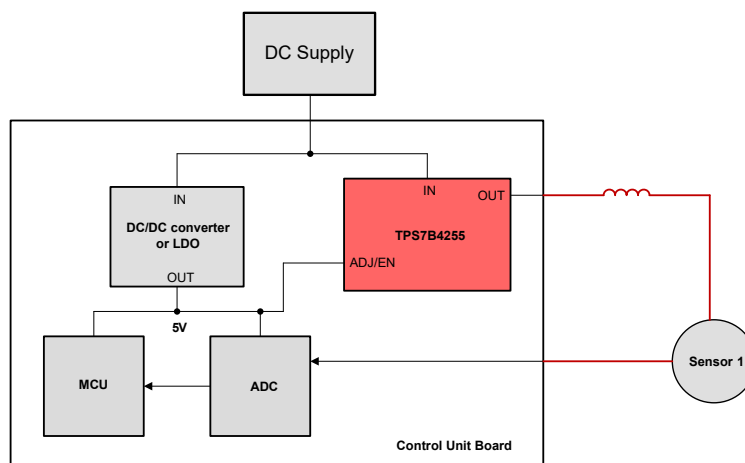 DC Supply
IN
IN
OUT
DC/DC converter
or LDO
TPS7B4255
ADJ/EN
OUT
5V
MCU
ADC
Sensor 1
Control Unit Board